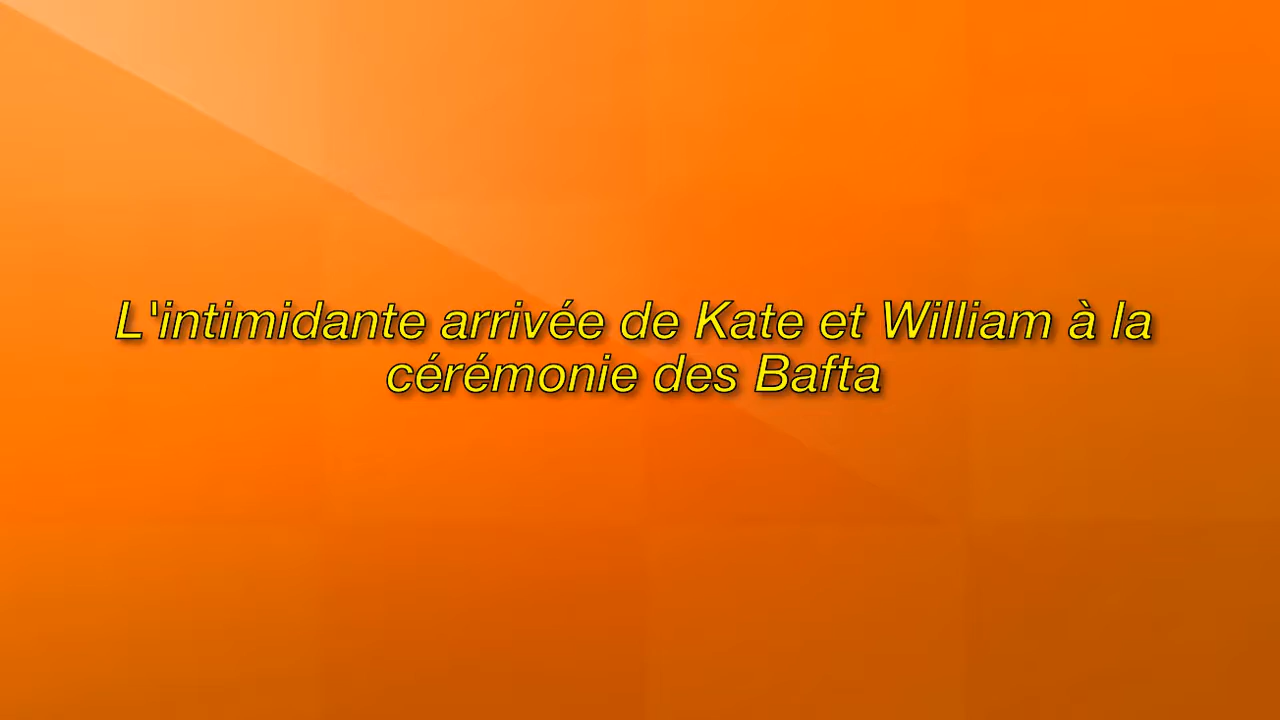 L'intimidante arrivée de Kate et William à la
cérémonie des Bafta